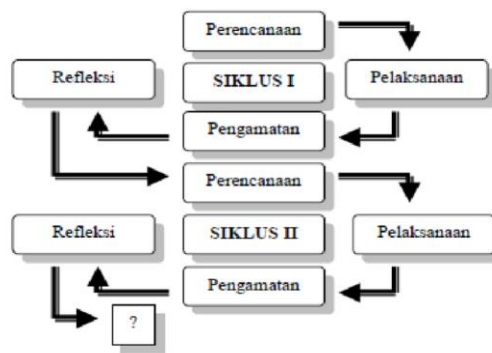 Perencanaan
Refleksi
SIKLUS I
Pelaksanaan
Pengamatan
Perencanaan
Refleksi
SIKLUS II
Pelaksanaan
Pengamatan
?